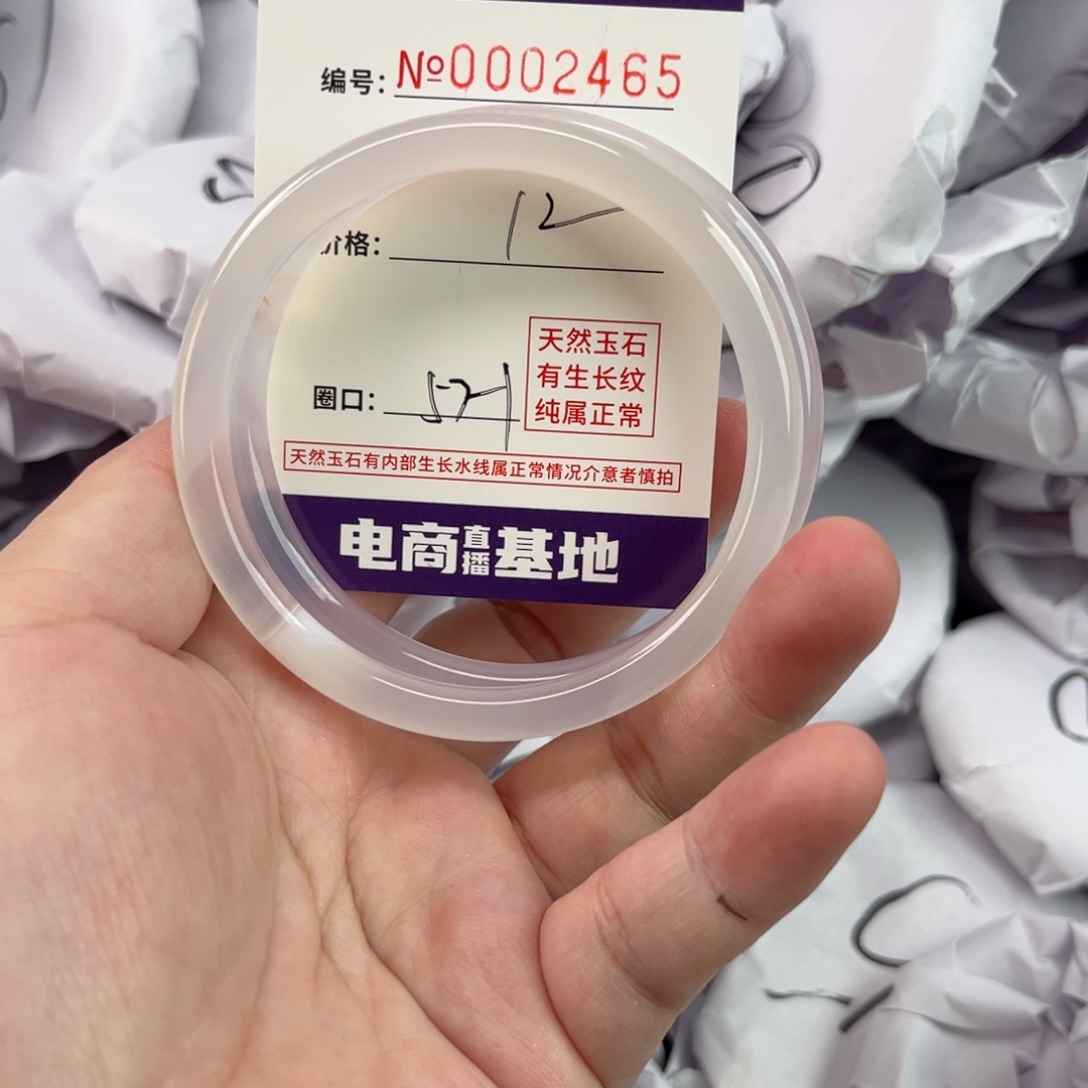 编号: №0002465
价格: 12
圈口: 57
天然玉石
有生长纹
纯属正常
天然玉石有内部生长水线属正常情况介意者慎拍
电商直播基地